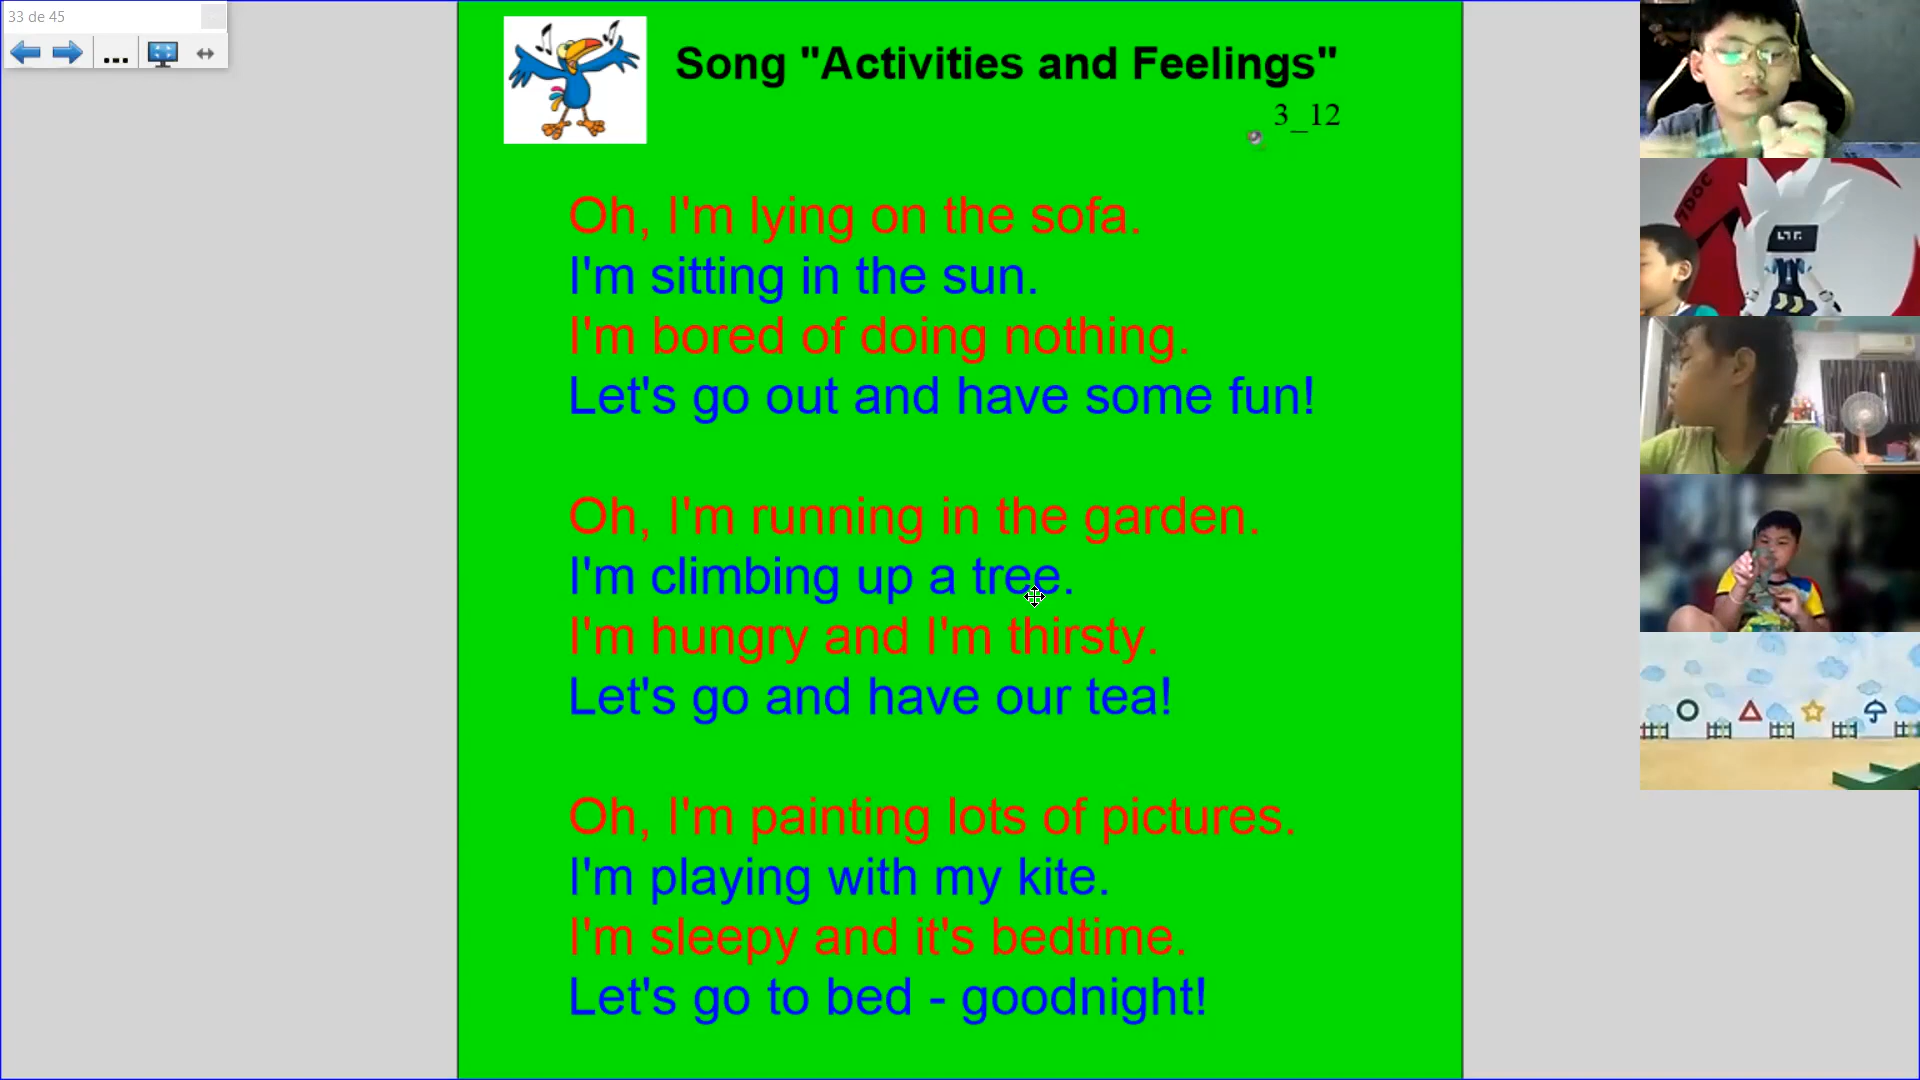 33 de 45
...
Song "Activities and Feelings"
3_12
Oh, I'm lying on the sofa.
I'm sitting in the sun.
I'm bored of doing nothing.
Let's go out and have some fun!
Oh, I'm running in the garden.
I'm climbing up a tree.
I'm hungry and I'm thirsty.
Let's go and have our tea!
Oh, I'm painting lots of pictures.
I'm playing with my kite.
I'm sleepy and it's bedtime.
Let's go to bed - goodnight!